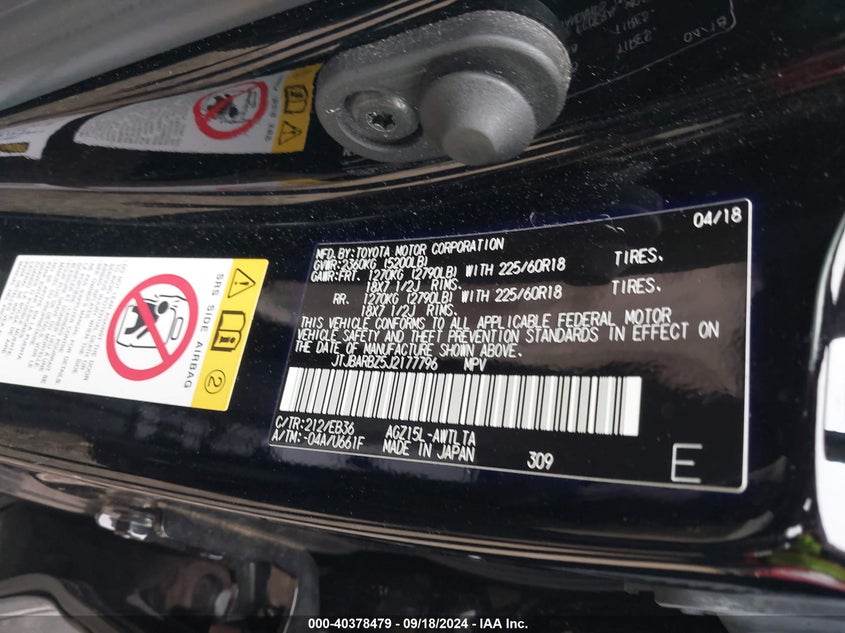 04/18
MFD. BY: TOYOTA MOTOR CORPORATION
GVWR: 2360KG (5200LB)
GAWR: FRT. 1270KG (2790LB) WITH 225/60R18 TIRES.
18X7 1/2J RIMS.
RR. 1270KG (2790LB) WITH 225/60R18 TIRES.
18X7 1/2J RIMS.
THIS VEHICLE CONFORMS TO ALL APPLICABLE FEDERAL MOTOR
VEHICLE SAFETY AND THEFT PREVENTION STANDARDS IN EFFECT ON
THE DATE OF MANUFACTURE SHOWN ABOVE.
JTJBARBZ5J2177796 MPV
C/TR: 212/EB36 AGZ15L-AWTLTA
A/TM: -04A/U661F MADE IN JAPAN 309
E
SRS SIDE AIRBAG
2
000-40378479 - 09/18/2024 - IAA Inc.